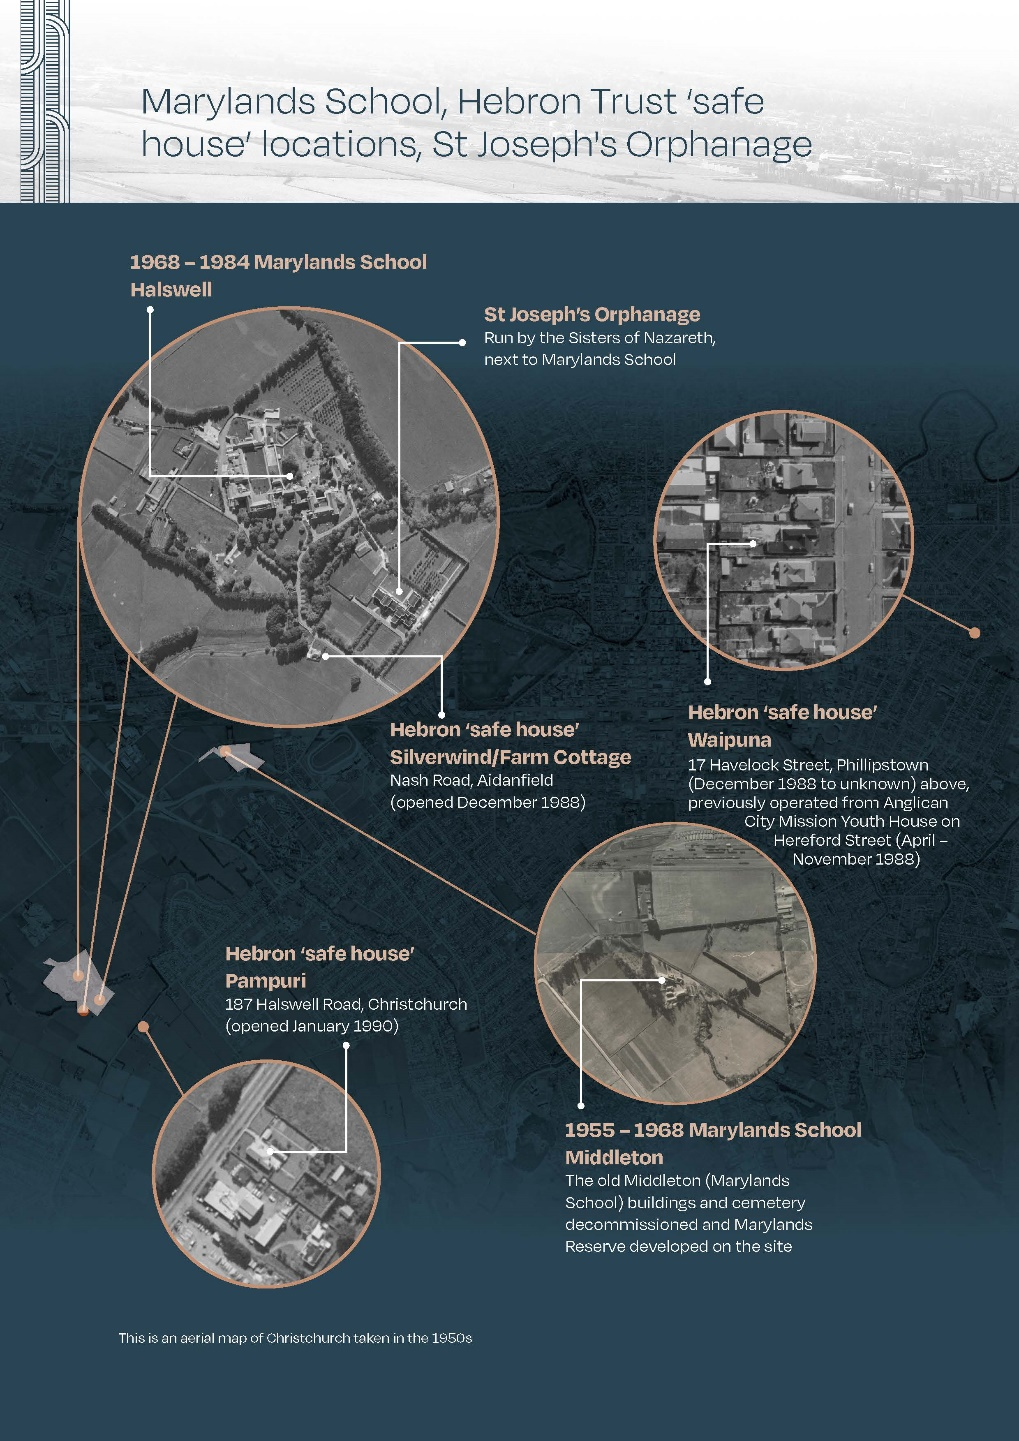 Marylands School, Hebron Trust ‘safe
house’ locations, St Joseph's Orphanage
1968 – 1984 Marylands School
Halswell
St Joseph’s Orphanage
Run by the Sisters of Nazareth,
next to Marylands School
Hebron ‘safe house’
Silverwind/Farm Cottage
Nash Road, Aidanfield
(opened December 1988)
Hebron ‘safe house’
Waipuna
17 Havelock Street, Phillipstown
(December 1988 to unknown) above,
previously operated from Anglican
City Mission Youth House on
Hereford Street (April –
November 1988)
Hebron ‘safe house’
Pampuri
187 Halswell Road, Christchurch
(opened January 1990)
1955 – 1968 Marylands School
Middleton
The old Middleton (Marylands
School) buildings and cemetery
decommissioned and Marylands
Reserve developed on the site
This is an aerial map of Christchurch taken in the 1950s